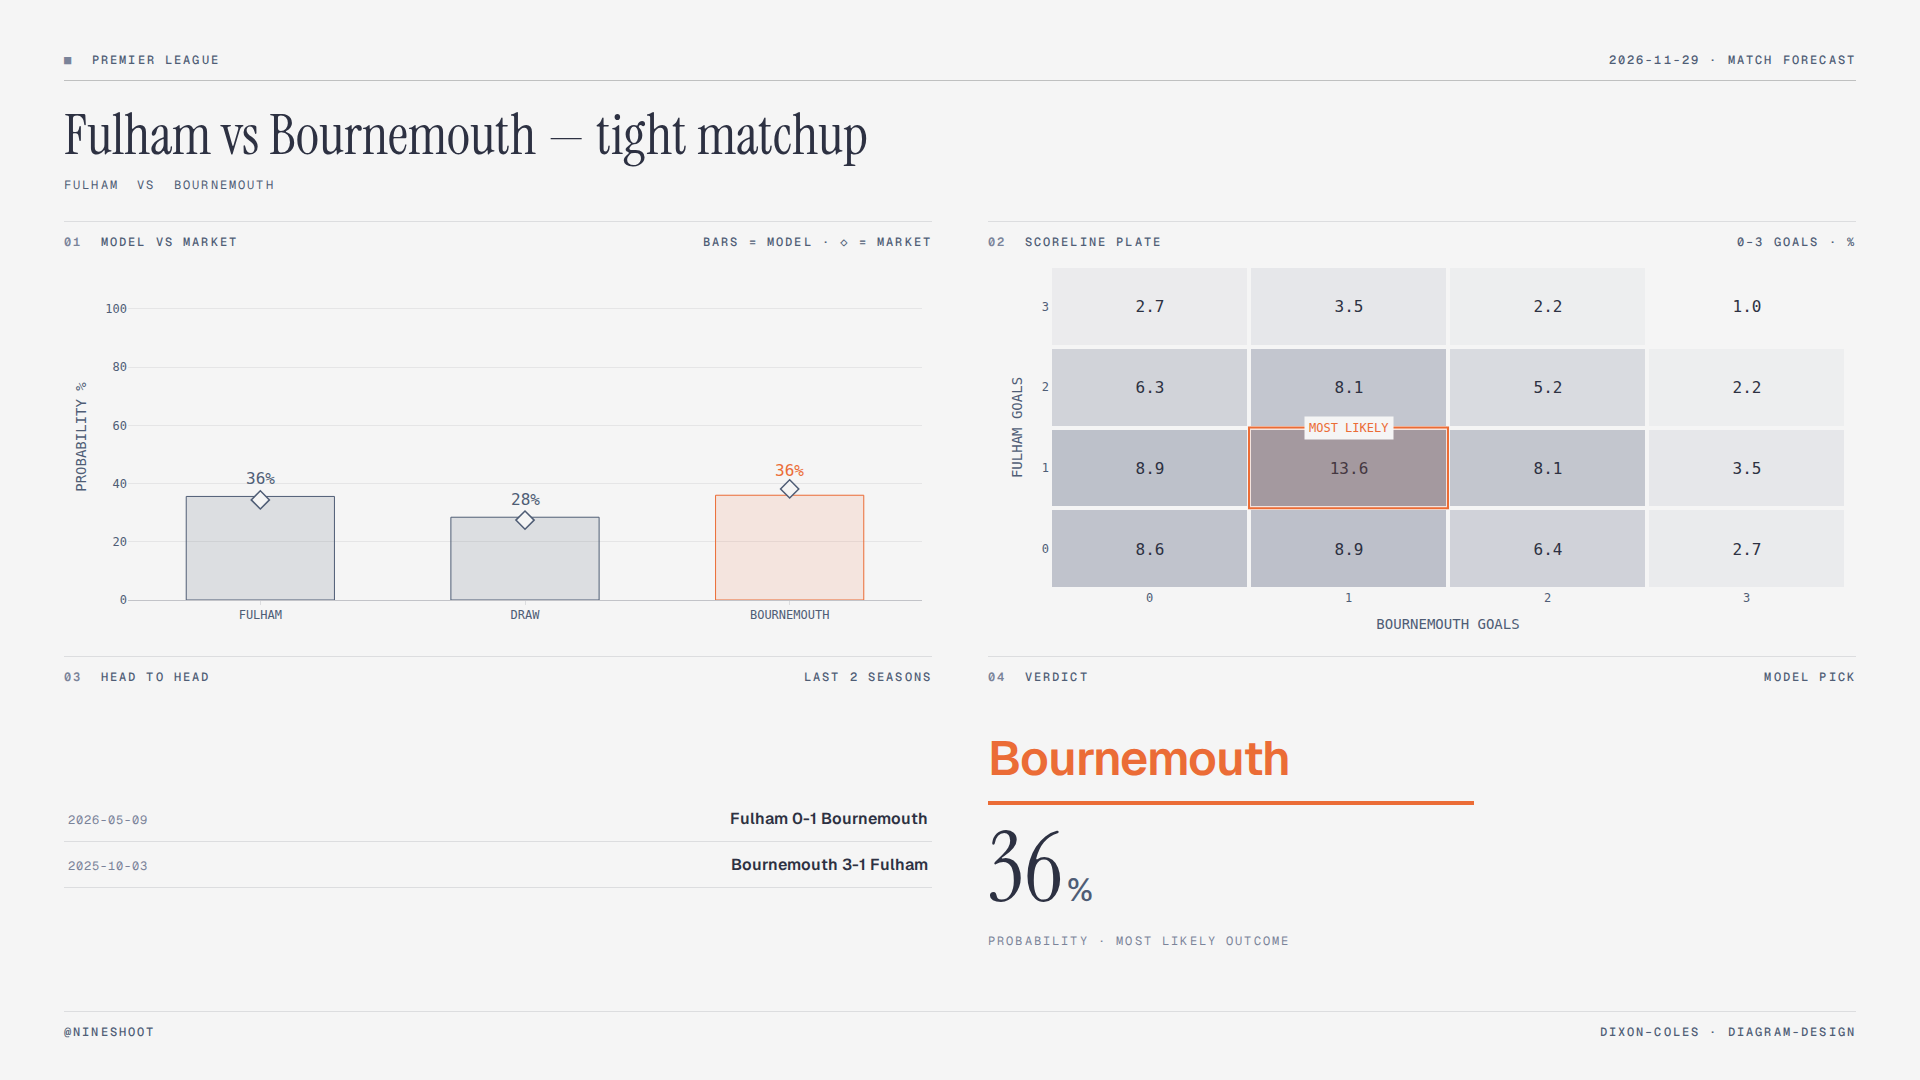 ■ PREMIER LEAGUE
2026-11-29 · MATCH FORECAST
Fulham vs Bournemouth — tight matchup
FULHAM VS BOURNEMOUTH
01 MODEL VS MARKET
BARS = MODEL · ◇ = MARKET
PROBABILITY %
100
80
60
40
20
0
36%
28%
36%
FULHAM
DRAW
BOURNEMOUTH
02 SCORELINE PLATE
0–3 GOALS · %
FULHAM GOALS
3 2.7 3.5 2.2 1.0
2 6.3 8.1 5.2 2.2
MOST LIKELY
1 8.9 13.6 8.1 3.5
0 8.6 8.9 6.4 2.7
0 1 2 3
BOURNEMOUTH GOALS
03 HEAD TO HEAD
LAST 2 SEASONS
2026-05-09 Fulham 0-1 Bournemouth
2025-10-03 Bournemouth 3-1 Fulham
04 VERDICT
MODEL PICK
Bournemouth
36%
PROBABILITY · MOST LIKELY OUTCOME
@NINESHOOT
DIXON-COLES · DIAGRAM-DESIGN